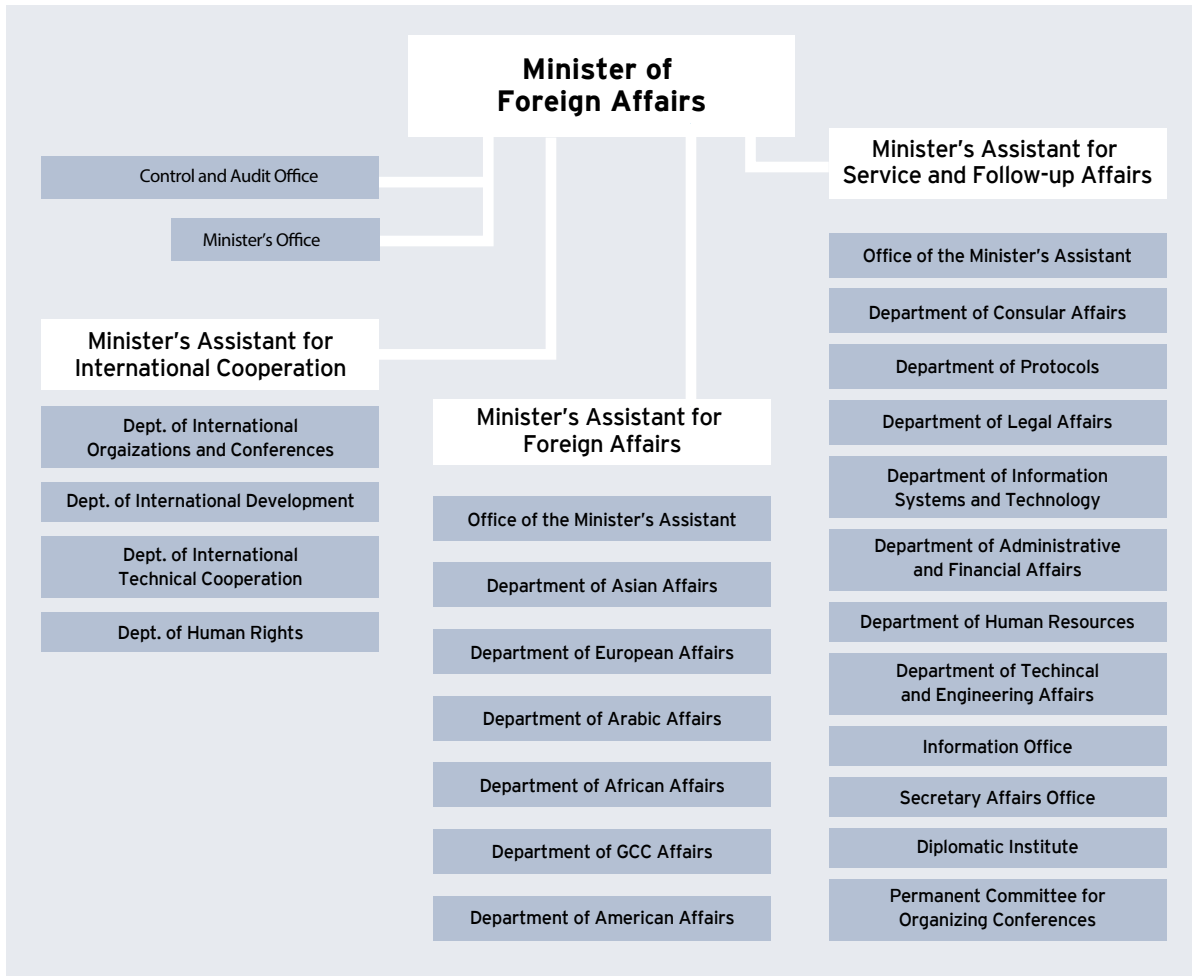 Minister of
Foreign Affairs
Control and Audit Office
Minister's Office
Minister's Assistant for
International Cooperation
Dept. of International
Orgaizations and Conferences
Dept. of International Development
Dept. of International
Technical Cooperation
Dept. of Human Rights
Minister's Assistant for
Foreign Affairs
Office of the Minister's Assistant
Department of Asian Affairs
Department of European Affairs
Department of Arabic Affairs
Department of African Affairs
Department of GCC Affairs
Department of American Affairs
Minister's Assistant for
Service and Follow-up Affairs
Office of the Minister's Assistant
Department of Consular Affairs
Department of Protocols
Department of Legal Affairs
Department of Information
Systems and Technology
Department of Administrative
and Financial Affairs
Department of Human Resources
Department of Techincal
and Engineering Affairs
Information Office
Secretary Affairs Office
Diplomatic Institute
Permanent Committee for
Organizing Conferences